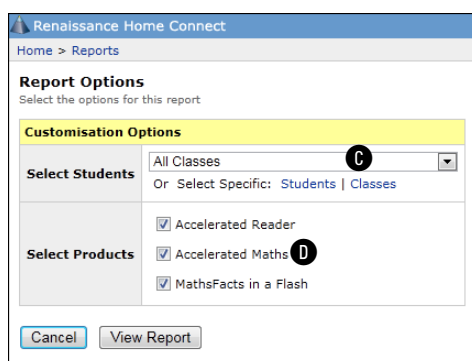 Renaissance Home Connect
Home > Reports
Report Options
Select the options for this report
Customisation Options
Select Students
All Classes C
Or Select Specific: Students | Classes
Select Products
Accelerated Reader
Accelerated Maths D
MathsFacts in a Flash
Cancel View Report